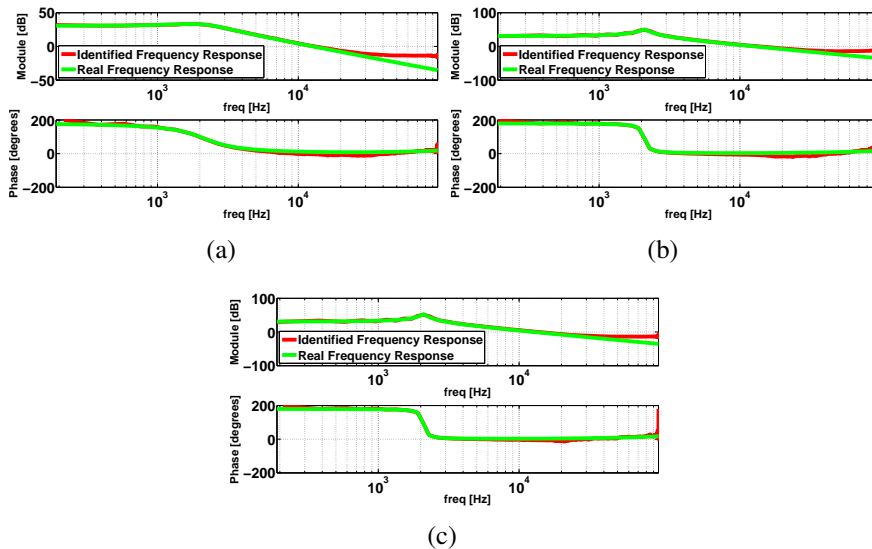 50
0
−50
Module [dB]
Identified Frequency Response
Real Frequency Response
10³
10⁴
freq [Hz]
200
0
−200
Phase [degrees]
10³
10⁴
freq [Hz]
(a)
100
0
−100
Module [dB]
Identified Frequency Response
Real Frequency Response
10³
10⁴
freq [Hz]
200
0
−200
Phase [degrees]
10³
10⁴
freq [Hz]
(b)
100
0
−100
Module [dB]
Identified Frequency Response
Real Frequency Response
10³
10⁴
freq [Hz]
200
0
−200
Phase [degrees]
10³
10⁴
freq [Hz]
(c)